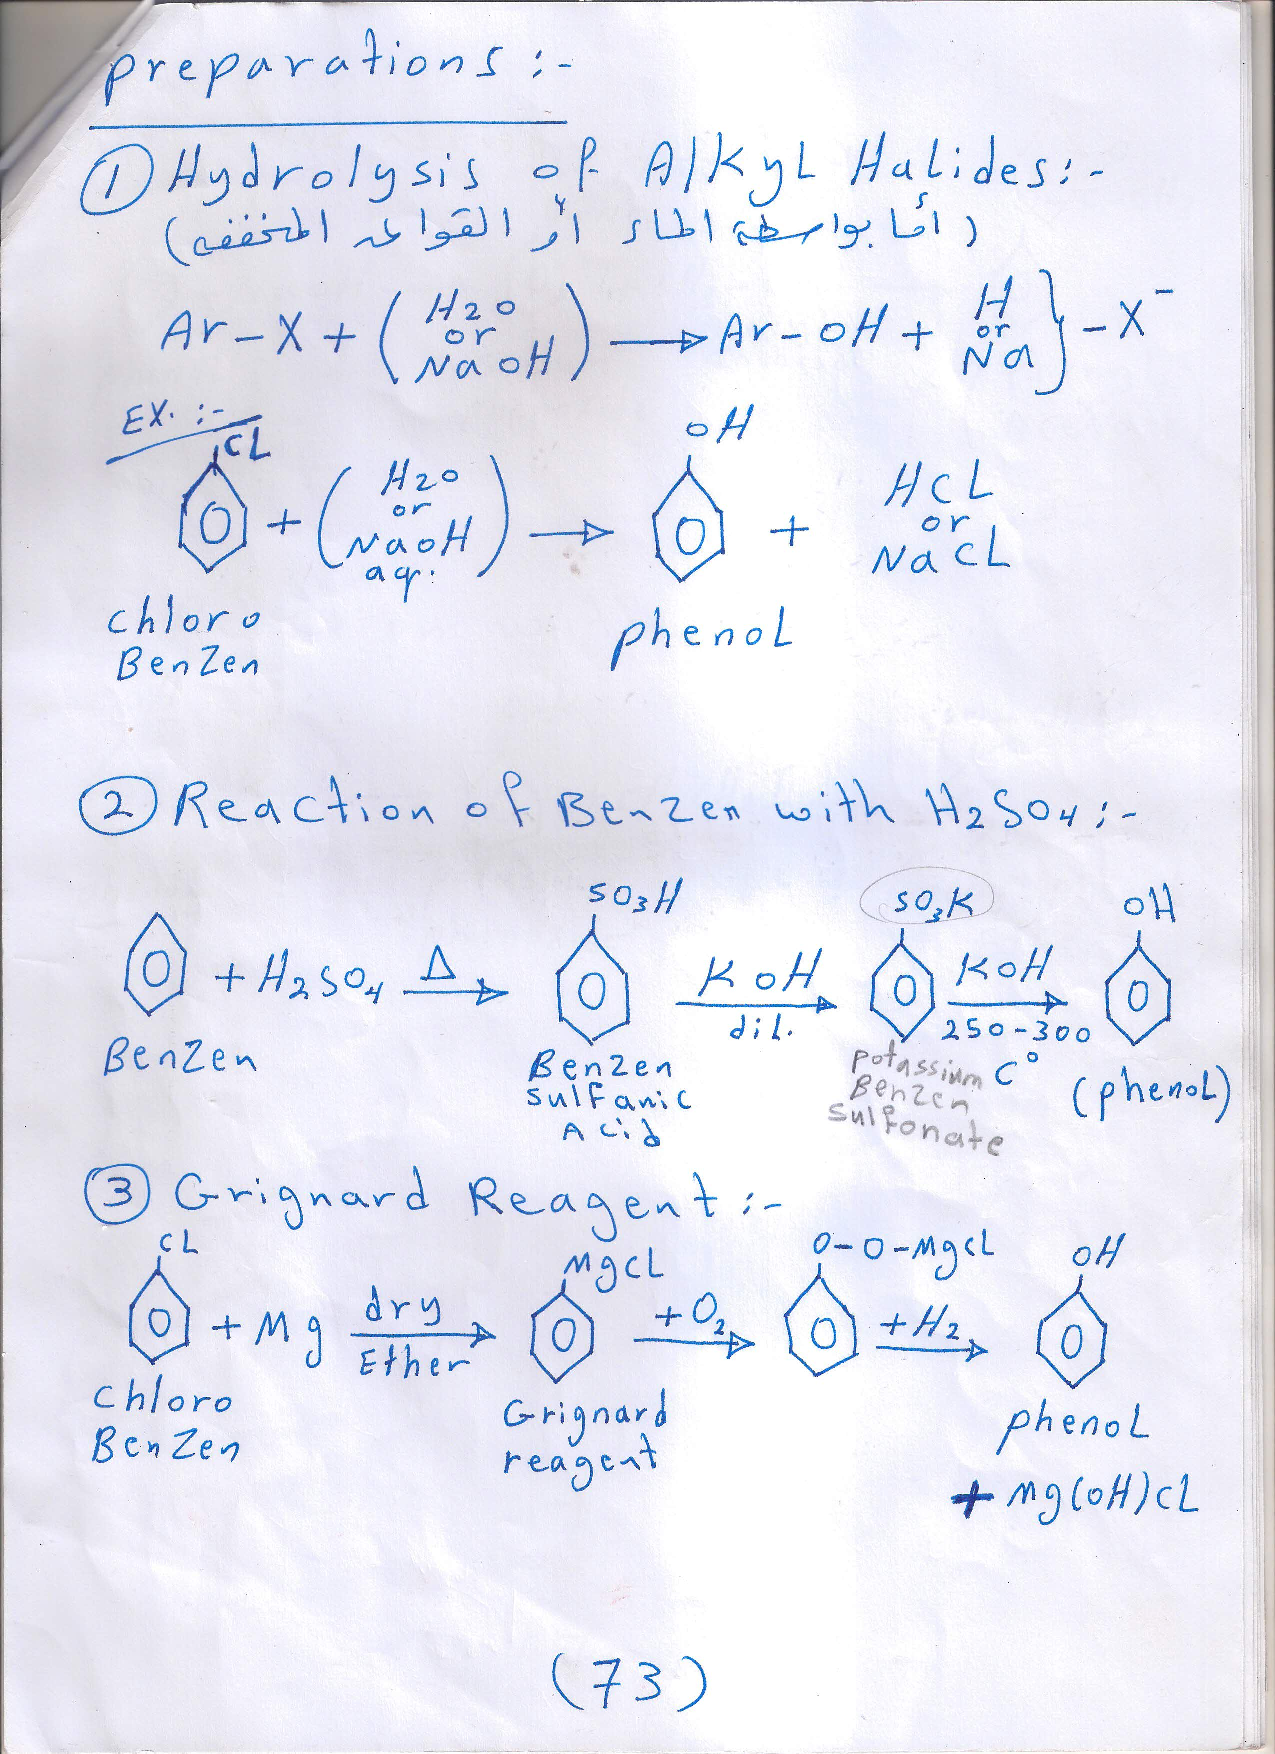 preparations :-
① Hydrolysis of AlKyL Halides:-
(أما بواسطة الماء أو القواعد المخففه)
Ar-X + (H2O or NaOH) → Ar-OH + H or Na } -X⁻
EX. :-
CL OH
+ (H2O or NaOH aq.) → + HCL or NaCL
chloro phenoL
BenZen
② Reaction of BenZen with H2SO4:-
SO3H SO3K OH
+ H2SO4 Δ → KOH dil. → KOH 250-300 C° →
BenZen BenZen sulfanic Acid potassium BenZen sulfonate (phenoL)
③ Grignard Reagent:-
CL MgCL O-O-MgCL OH
+ Mg dry Ether → +O2 → +H2 →
chloro BenZen Grignard reagent phenoL
+ Mg(OH)CL
(73)